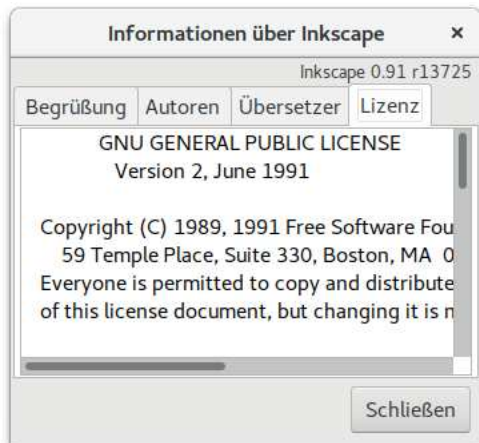 Informationen über Inkscape ×
Inkscape 0.91 r13725
Begrüßung Autoren Übersetzer Lizenz
GNU GENERAL PUBLIC LICENSE
Version 2, June 1991
Copyright (C) 1989, 1991 Free Software Fou
59 Temple Place, Suite 330, Boston, MA 0
Everyone is permitted to copy and distribute
of this license document, but changing it is n
Schließen